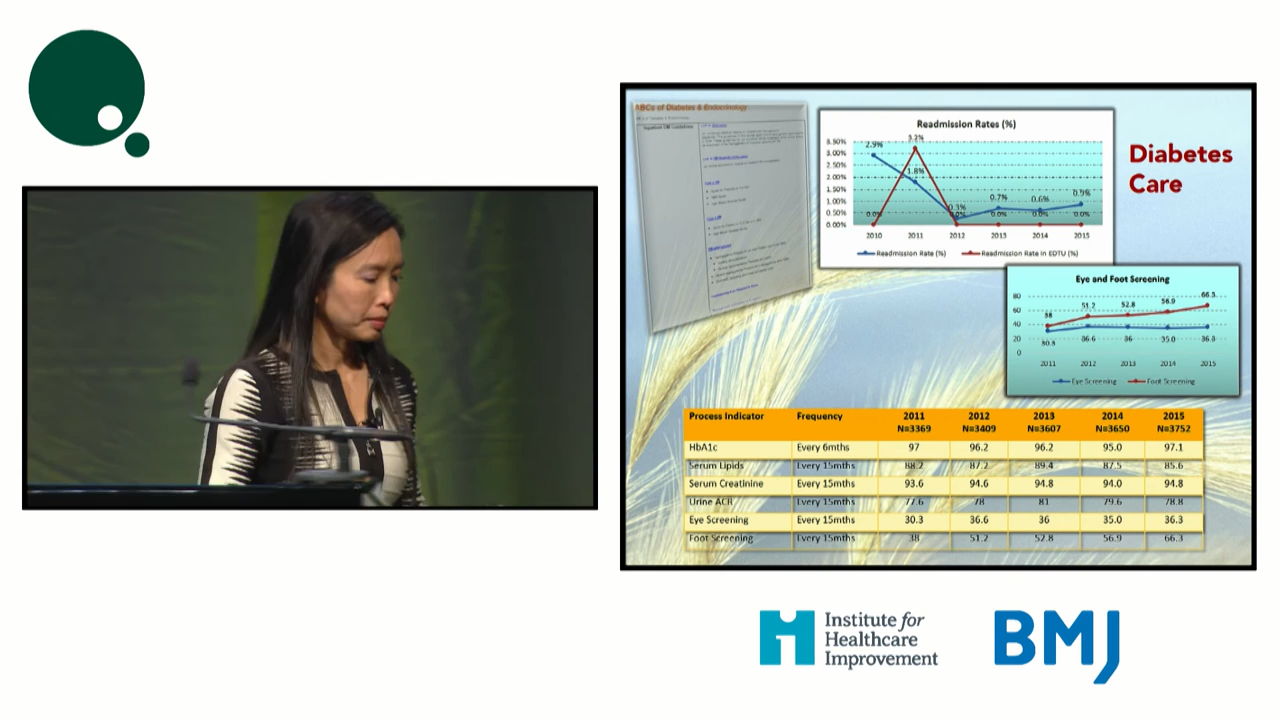 ABCs of Diabetes & Endocrinology
Inpatient DM Guidelines
Readmission Rates (%)
3.50%
3.00%
2.50%
2.00%
1.50%
1.00%
0.50%
0.00%
2.9%
3.2%
1.8%
0.3%
0.7%
0.6%
0.9%
0.0%
0.0%
0.0%
0.0%
0.0%
2010 2011 2012 2013 2014 2015
Readmission Rate (%) Readmission Rate in EDTU (%)
Diabetes
Care
Eye and Foot Screening
80
60
40
20
0
38 51.2 52.8 56.9 66.3
30.3 36.6 36 35.0 36.3
2011 2012 2013 2014 2015
Eye Screening Foot Screening
Process Indicator Frequency 2011 2012 2013 2014 2015
N=3369 N=3409 N=3607 N=3650 N=3752
HbA1c Every 6mths 97 96.2 96.2 95.0 97.1
Serum Lipids Every 15mths 88.2 87.2 89.4 87.5 85.6
Serum Creatinine Every 15mths 93.6 94.6 94.8 94.0 94.8
Urine ACR Every 15mths 77.6 78 81 79.6 78.8
Eye Screening Every 15mths 30.3 36.6 36 35.0 36.3
Foot Screening Every 15mths 38 51.2 52.8 56.9 66.3
Institute for
Healthcare
Improvement
BMJ